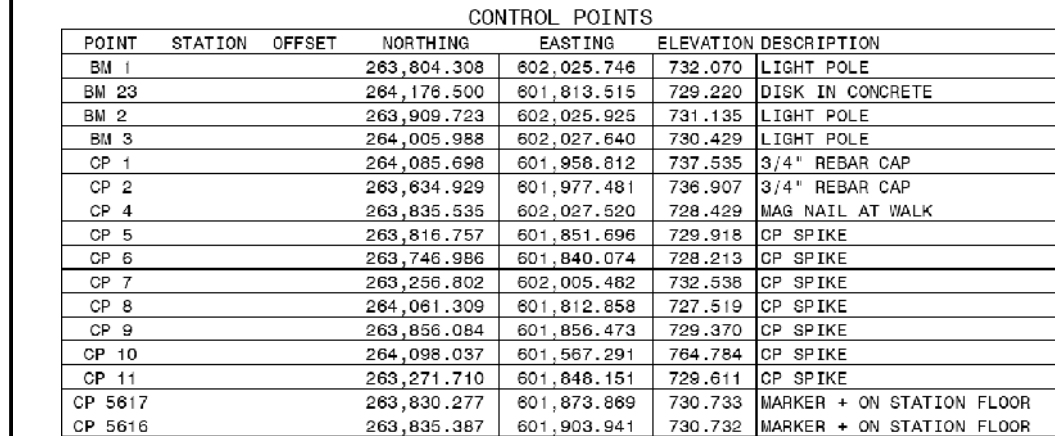 CONTROL POINTS
POINT STATION OFFSET NORTHING EASTING ELEVATION DESCRIPTION
BM 1 263,804.308 602,025.746 732.070 LIGHT POLE
BM 23 264,176.500 601,813.515 729.220 DISK IN CONCRETE
BM 2 263,909.723 602,025.925 731.135 LIGHT POLE
BM 3 264,005.988 602,027.640 730.429 LIGHT POLE
CP 1 264,085.698 601,958.812 737.535 3/4" REBAR CAP
CP 2 263,634.929 601,977.481 736.907 3/4" REBAR CAP
CP 4 263,835.535 602,027.520 728.429 MAG NAIL AT WALK
CP 5 263,816.757 601,851.696 729.918 CP SPIKE
CP 6 263,746.986 601,840.074 728.213 CP SPIKE
CP 7 263,256.802 602,005.482 732.538 CP SPIKE
CP 8 264,061.309 601,812.858 727.519 CP SPIKE
CP 9 263,856.084 601,856.473 729.370 CP SPIKE
CP 10 264,098.037 601,567.291 764.784 CP SPIKE
CP 11 263,271.710 601,848.151 729.611 CP SPIKE
CP 5617 263,830.277 601,873.869 730.733 MARKER + ON STATION FLOOR
CP 5616 263,835.387 601,903.941 730.732 MARKER + ON STATION FLOOR